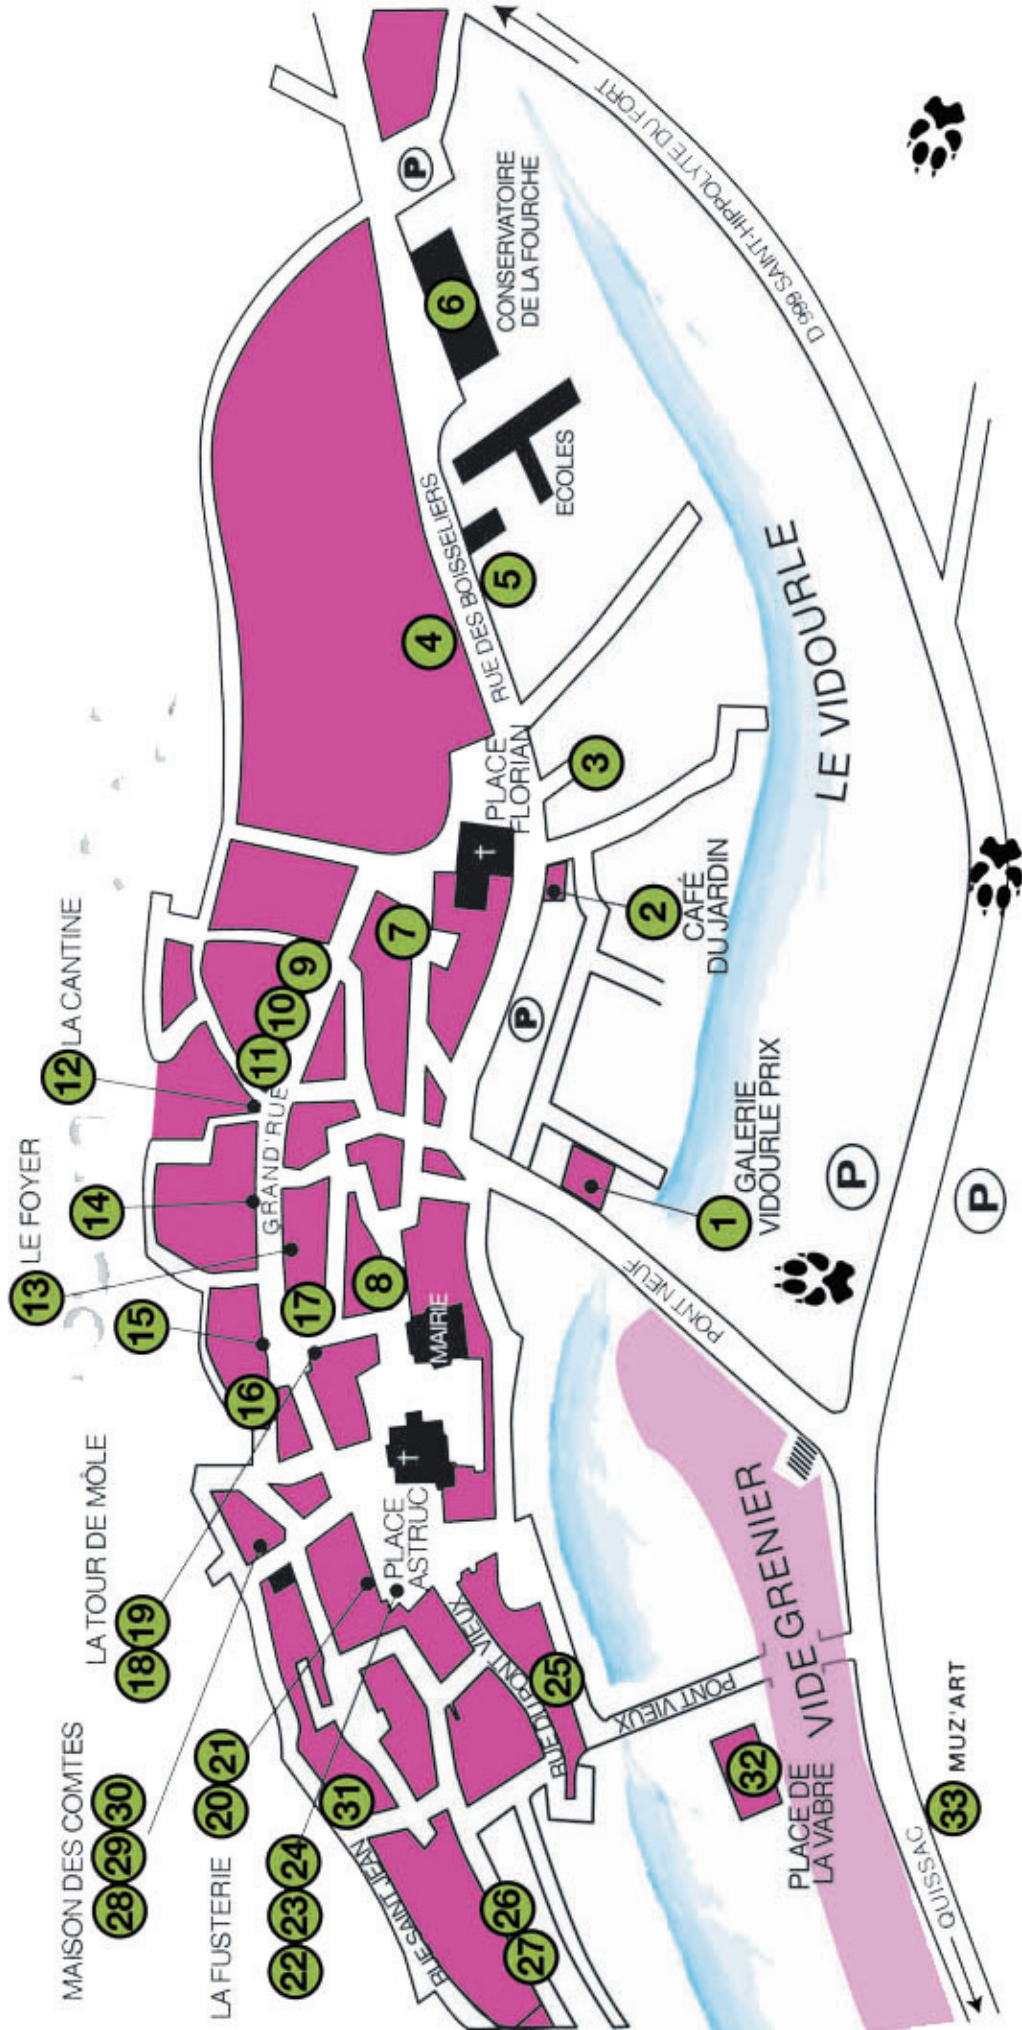 MAISON DES COMTES
28 29 30
LA TOUR DE MÔLE
18 19
13 LE FOYER
12 LA CANTINE
14
15
LA FUSTERIE
20 21
22 23 24
16
17
GRAND'RUE
11 10 9
8
7
31
RUE SAINT JEAN
26
27
PLACE
ASTRUC
MAIRIE
RUE DU PONT VIEUX
25
PONT VIEUX
PLACE
FLORIAN
RUE DES BOISSELIERS
4
5
6
P
CONSERVATOIRE
DE LA FOURCHE
ECOLES
3
2
CAFÉ
DU JARDIN
P
1
GALERIE
VIDOURLE PRIX
PONT NEUF
LE VIDOURLE
D 999 SAINT-HIPPOLYTE DU FORT
P
P
32
PLACE DE
LA VABRE
VIDE GRENIER
QUISSAC
33 MUZ'ART